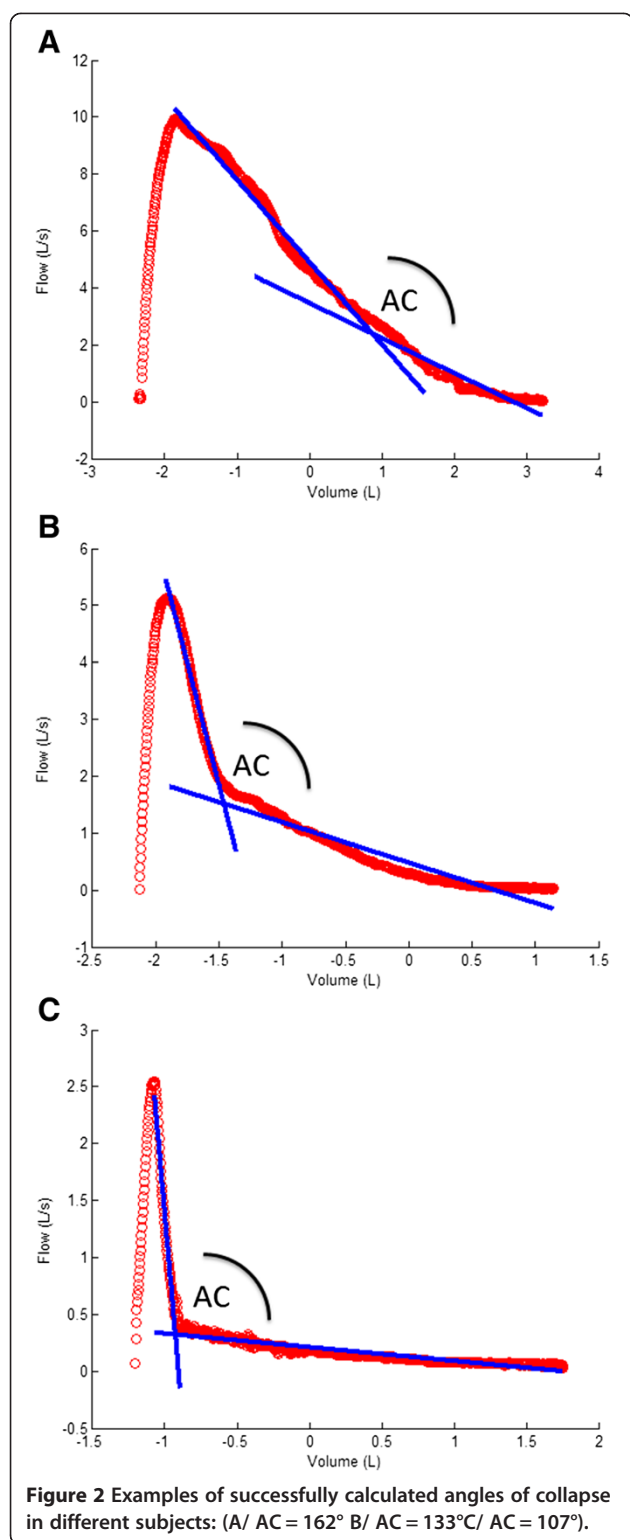 A
12
10
8
6
4
2
0
-2
Flow (L/s)
AC
-3 -2 -1 0 1 2 3 4
Volume (L)
B
6
5
4
3
2
1
0
-1
Flow (L/s)
AC
-2.5 -2 -1.5 -1 -0.5 0 0.5 1 1.5
Volume (L)
C
3
2.5
2
1.5
1
0.5
0
-0.5
Flow (L/s)
AC
-1.5 -1 -0.5 0 0.5 1 1.5 2
Volume (L)
Figure 2 Examples of successfully calculated angles of collapse
in different subjects: (A/ AC = 162° B/ AC = 133°C/ AC = 107°).